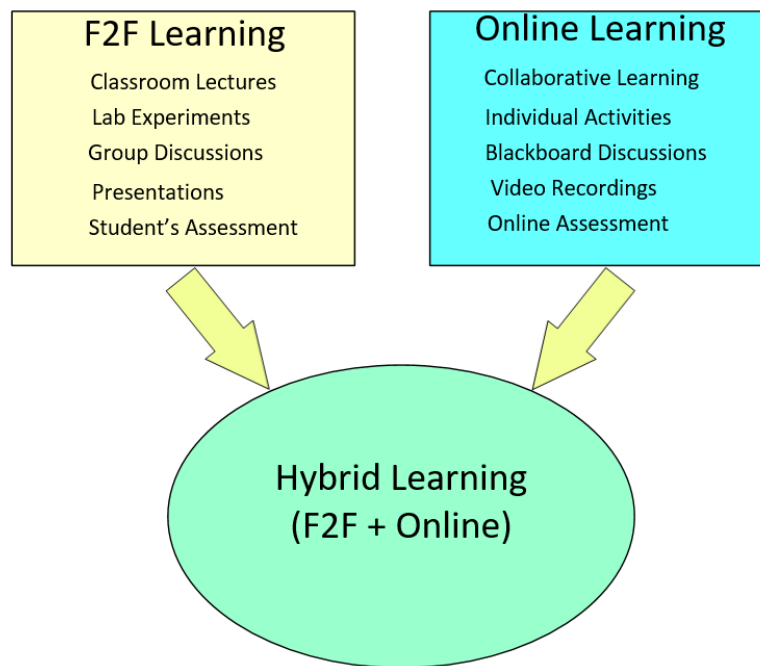 F2F Learning
Classroom Lectures
Lab Experiments
Group Discussions
Presentations
Student’s Assessment
Online Learning
Collaborative Learning
Individual Activities
Blackboard Discussions
Video Recordings
Online Assessment
Hybrid Learning
(F2F + Online)